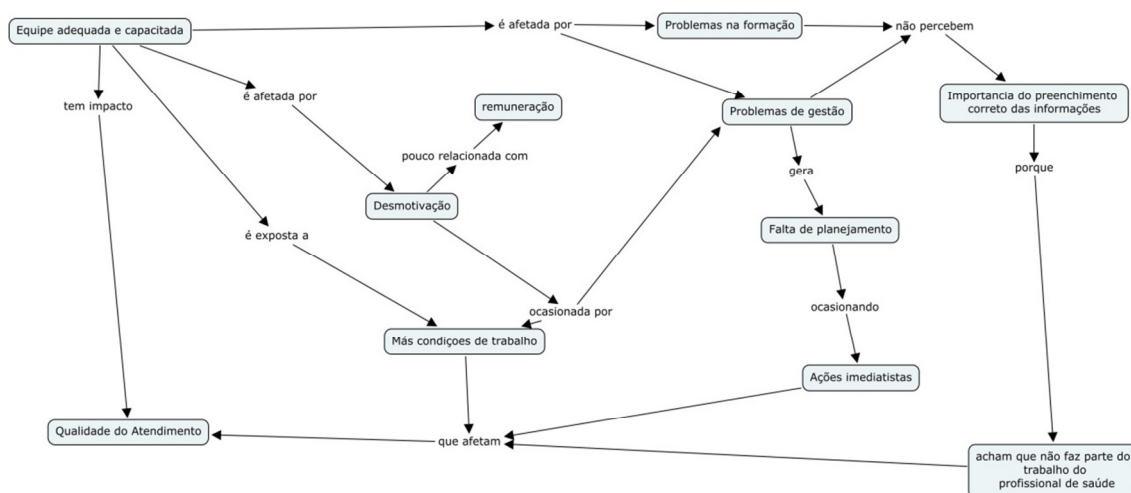 Equipe adequada e capacitada
é afetada por
Problemas na formação
não percebem
tem impacto
é afetada por
remuneração
Problemas de gestão
Importancia do preenchimento
correto das informações
pouco relacionada com
gera
porque
Desmotivação
é exposta a
Falta de planejamento
ocasionada por
ocasionando
Más condiçoes de trabalho
Ações imediatistas
Qualidade do Atendimento
que afetam
acham que não faz parte do
trabalho do
profissional de saúde